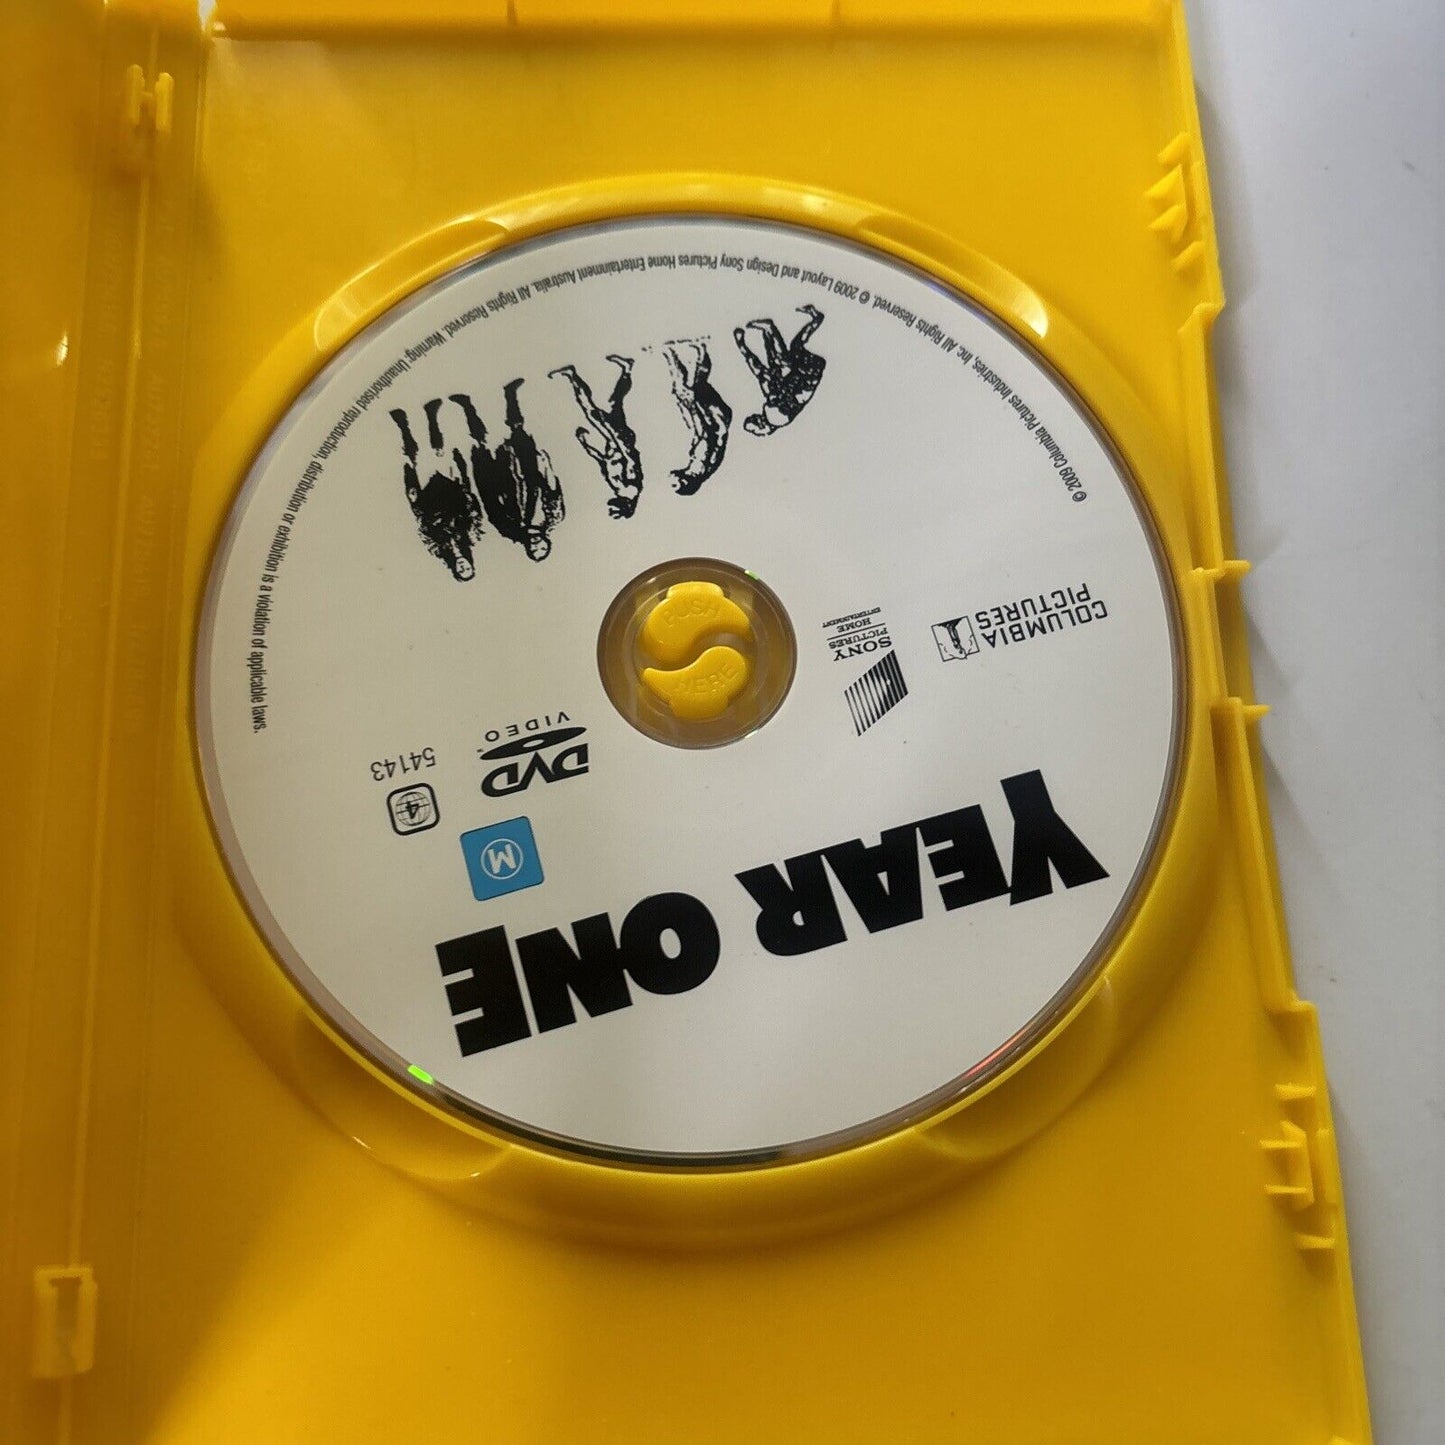 YEAR ONE
M
4
54143
DVD
VIDEO
™
COLUMBIA
PICTURES
SONY
PICTURES
HOME
ENTERTAINMENT
PUSH
HERE
© 2009 Columbia Pictures Industries, Inc. All Rights Reserved. © 2009 Layout and Design Sony Pictures Home Entertainment Australia. All Rights Reserved. Warning: Unauthorised reproduction, distribution or exhibition is a violation of applicable laws.